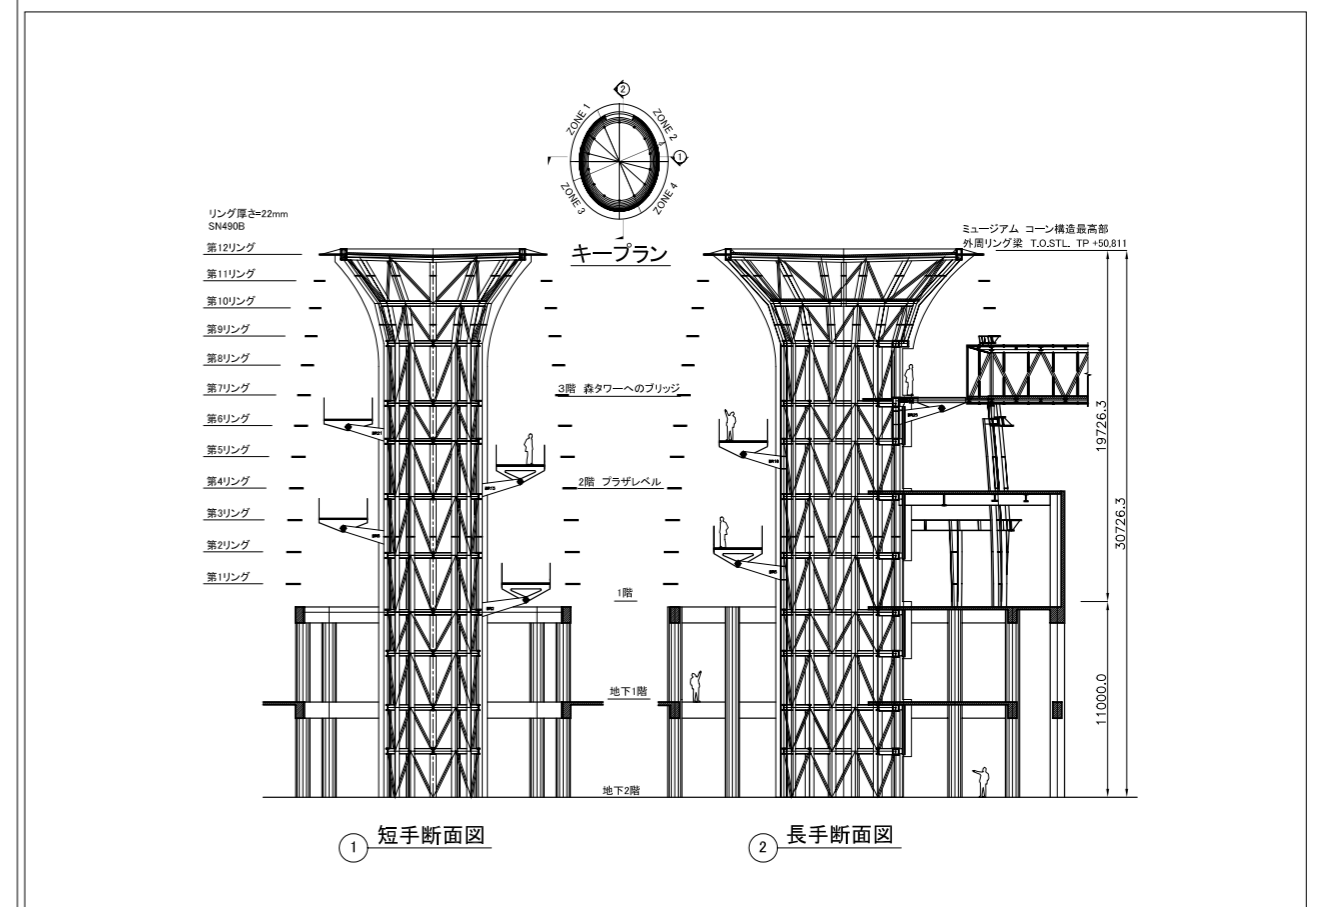 2
ZONE 1
ZONE 2
1
ZONE 3
ZONE 4
キープラン
リング厚さ=22mm
SN490B
第12リング
第11リング
第10リング
第9リング
第8リング
第7リング
第6リング
第5リング
第4リング
第3リング
第2リング
第1リング
ミュージアム コーン構造最高部
外周リング梁 T.O.STL. TP +50,811
3階 森タワーへのブリッジ
2階 プラザレベル
1階
地下1階
地下2階
19726.3
30726.3
11000.0
1 短手断面図
2 長手断面図